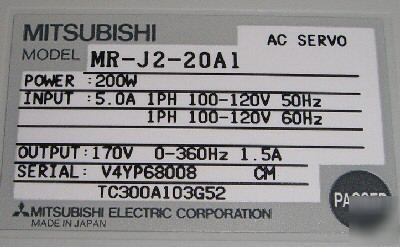 MITSUBISHI
AC SERVO
MODEL MR-J2-20A1
POWER :200W
INPUT :5.0A 1PH 100-120V 50Hz
1PH 100-120V 60Hz
OUTPUT:170V 0-360Hz 1.5A
SERIAL: V4YP68008 CM
TC300A103G52
MITSUBISHI ELECTRIC CORPORATION
MADE IN JAPAN
PASSED